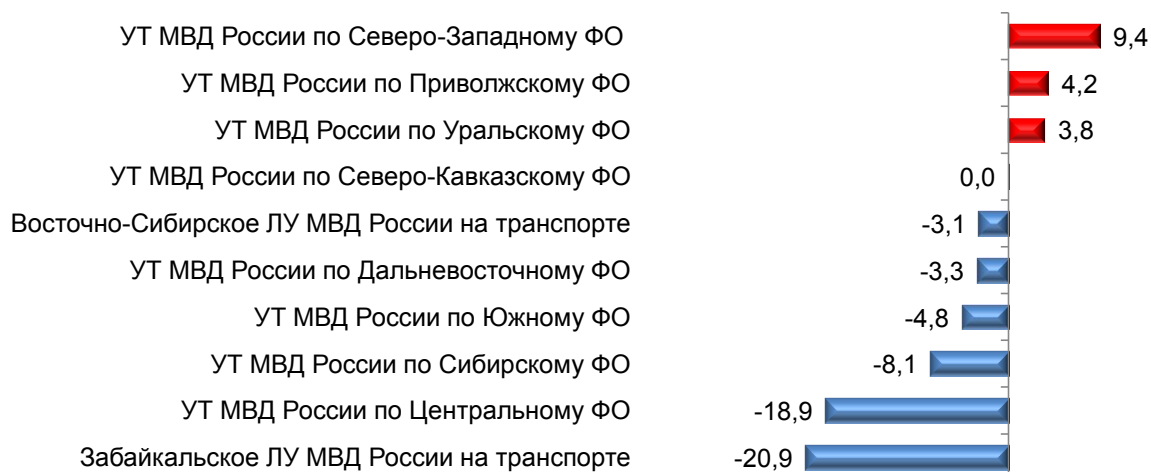 УТ МВД России по Северо-Западному ФО 9,4
УТ МВД России по Приволжскому ФО 4,2
УТ МВД России по Уральскому ФО 3,8
УТ МВД России по Северо-Кавказскому ФО 0,0
Восточно-Сибирское ЛУ МВД России на транспорте -3,1
УТ МВД России по Дальневосточному ФО -3,3
УТ МВД России по Южному ФО -4,8
УТ МВД России по Сибирскому ФО -8,1
УТ МВД России по Центральному ФО -18,9
Забайкальское ЛУ МВД России на транспорте -20,9